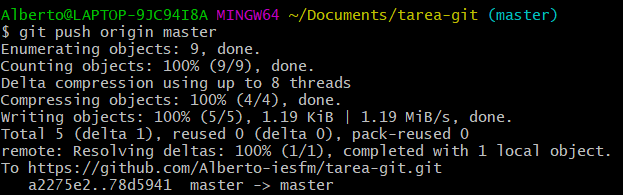 Alberto@LAPTOP-9JC94I8A MINGW64 ~/Documents/tarea-git (master)
$ git push origin master
Enumerating objects: 9, done.
Counting objects: 100% (9/9), done.
Delta compression using up to 8 threads
Compressing objects: 100% (4/4), done.
Writing objects: 100% (5/5), 1.19 KiB | 1.19 MiB/s, done.
Total 5 (delta 1), reused 0 (delta 0), pack-reused 0
remote: Resolving deltas: 100% (1/1), completed with 1 local object.
To https://github.com/Alberto-iesfm/tarea-git.git
   a2275e2..78d5941  master -> master